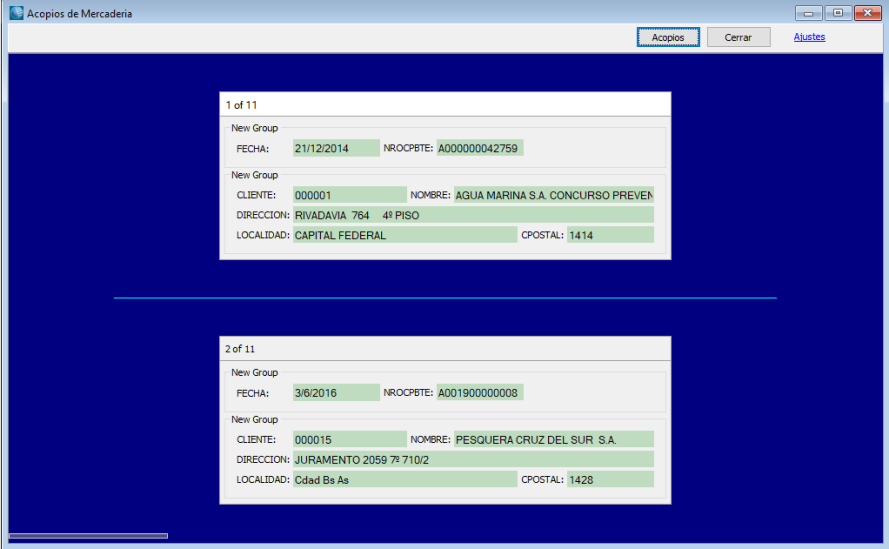 Acopios de Mercaderia
Acopios Cerrar Ajustes
1 of 11
New Group
FECHA: 21/12/2014 NROCPBTE: A000000042759
New Group
CLIENTE: 000001 NOMBRE: AGUA MARINA S.A. CONCURSO PREVEN
DIRECCION: RIVADAVIA 764 4º PISO
LOCALIDAD: CAPITAL FEDERAL CPOSTAL: 1414
2 of 11
New Group
FECHA: 3/6/2016 NROCPBTE: A001900000008
New Group
CLIENTE: 000015 NOMBRE: PESQUERA CRUZ DEL SUR S.A.
DIRECCION: JURAMENTO 2059 7º 710/2
LOCALIDAD: Cdad Bs As CPOSTAL: 1428